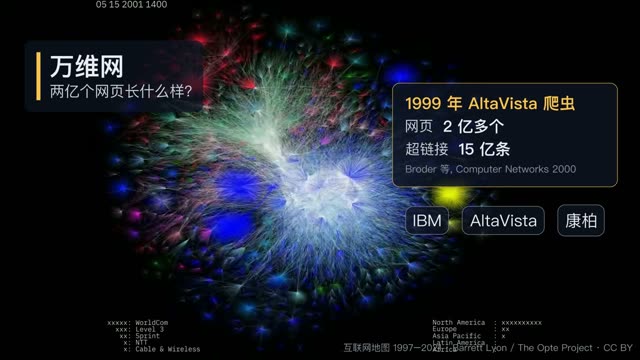 05 15 2001 1400
万维网
两亿个网页长什么样?
1999 年 AltaVista 爬虫
网页 2 亿多个
超链接 15 亿条
Broder 等, Computer Networks 2000
IBM
AltaVista
康柏
xxxxx: WorldCom
xxx: Level 3
xx: Sprint
x: NTT
x: Cable & Wireless
North America : xxxxxxxxxx
Europe : xx
Asia Pacific : x
Latin America :
互联网地图 1997—
Lyon / The Opte Project · CC BY